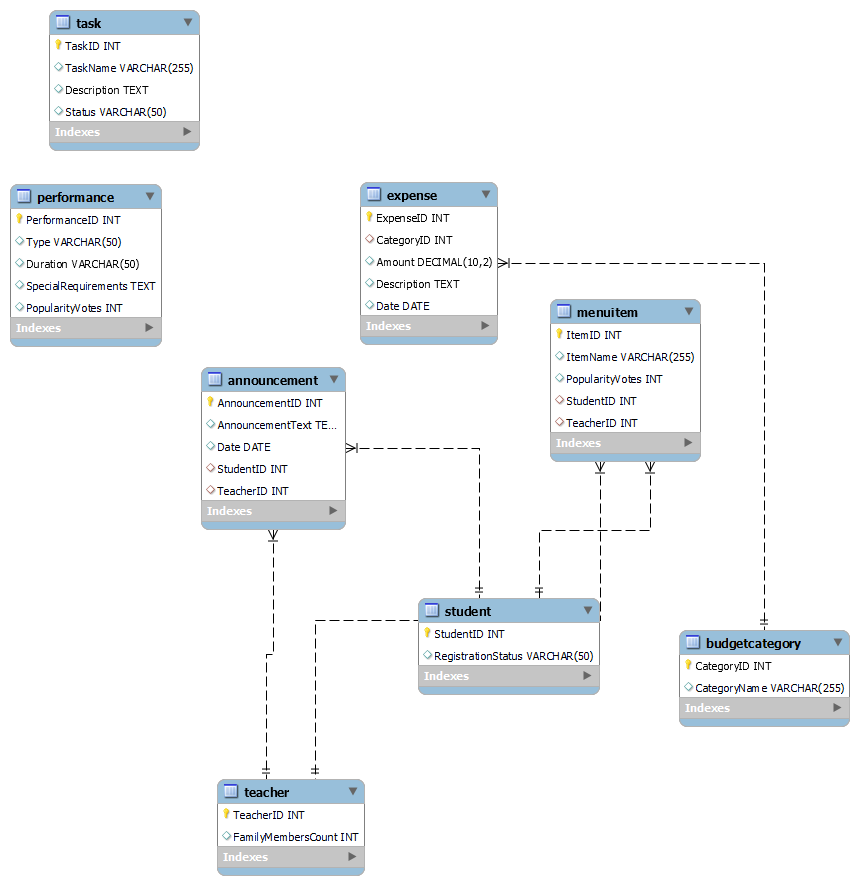 task
TaskID INT
TaskName VARCHAR(255)
Description TEXT
Status VARCHAR(50)
Indexes
performance
PerformanceID INT
Type VARCHAR(50)
Duration VARCHAR(50)
SpecialRequirements TEXT
PopularityVotes INT
Indexes
expense
ExpenseID INT
CategoryID INT
Amount DECIMAL(10,2)
Description TEXT
Date DATE
Indexes
menuitem
ItemID INT
ItemName VARCHAR(255)
PopularityVotes INT
StudentID INT
TeacherID INT
Indexes
announcement
AnnouncementID INT
AnnouncementText TE...
Date DATE
StudentID INT
TeacherID INT
Indexes
student
StudentID INT
RegistrationStatus VARCHAR(50)
Indexes
budgetcategory
CategoryID INT
CategoryName VARCHAR(255)
Indexes
teacher
TeacherID INT
FamilyMembersCount INT
Indexes